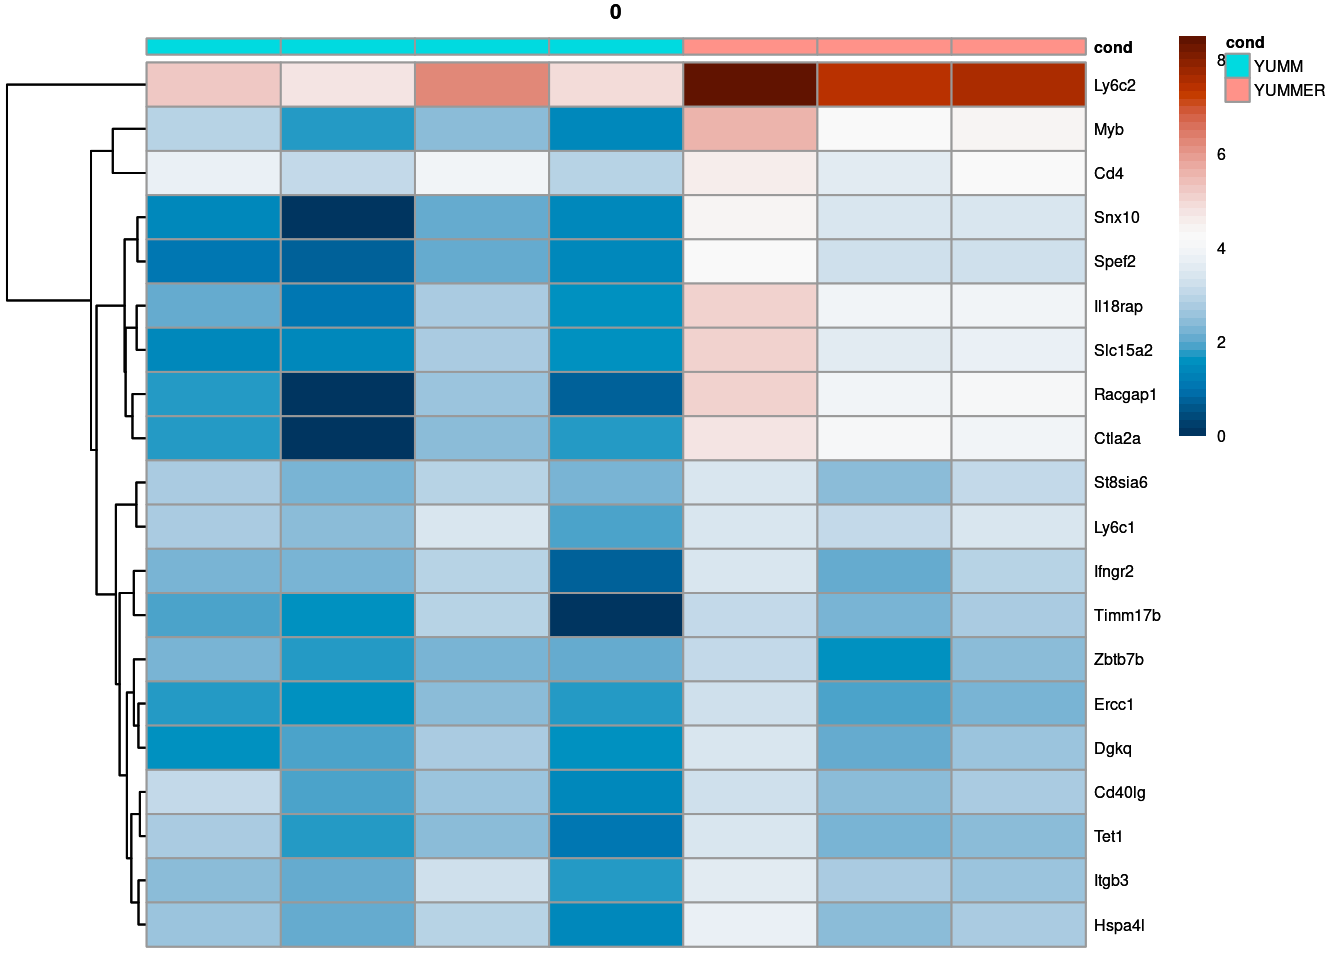 0
cond
Ly6c2
Myb
Cd4
Snx10
Spef2
Il18rap
Slc15a2
Racgap1
Ctla2a
St8sia6
Ly6c1
Ifngr2
Timm17b
Zbtb7b
Ercc1
Dgkq
Cd40lg
Tet1
Itgb3
Hspa4l
8
6
4
2
0
cond
YUMM
YUMMER